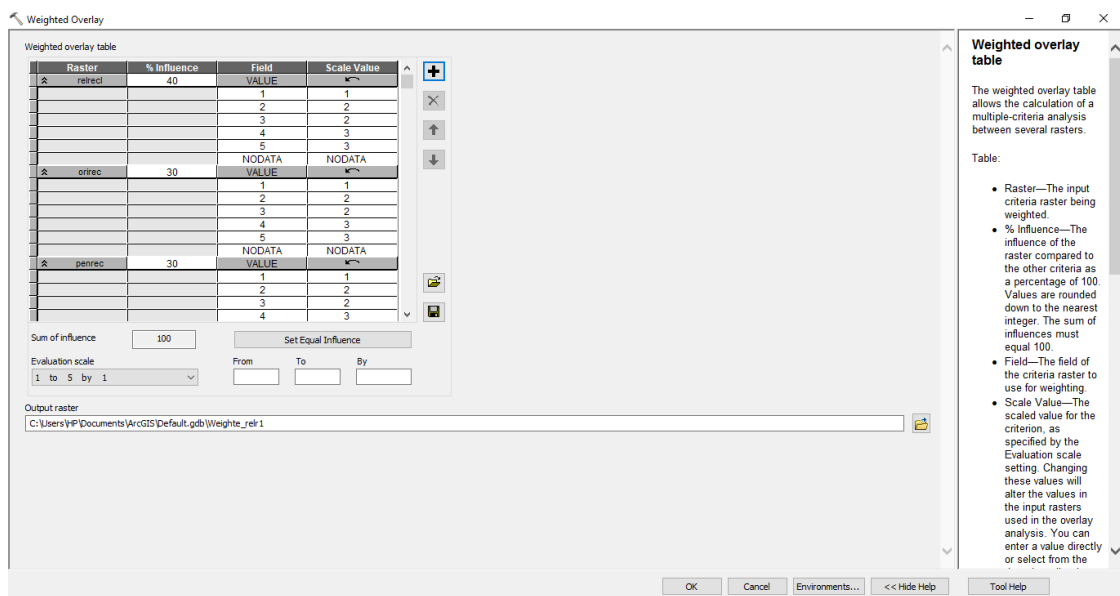 Weighted Overlay
Weighted overlay table
Raster % Influence Field Scale Value
relrecl 40 VALUE
1 1
2 2
3 2
4 3
5 3
NODATA NODATA
orirec 30 VALUE
1 1
2 2
3 2
4 3
5 3
NODATA NODATA
penrec 30 VALUE
1 1
2 2
3 2
4 3
Sum of influence 100 Set Equal Influence
Evaluation scale From To By
1 to 5 by 1
Output raster
C:\Users\HP\Documents\ArcGIS\Default.gdb\Weighte_relr1
OK Cancel Environments... << Hide Help Tool Help
Weighted overlay
table
The weighted overlay table
allows the calculation of a
multiple-criteria analysis
between several rasters.
Table:
• Raster—The input
criteria raster being
weighted.
• % Influence—The
influence of the
raster compared to
the other criteria as
a percentage of 100.
Values are rounded
down to the nearest
integer. The sum of
influences must
equal 100.
• Field—The field of
the criteria raster to
use for weighting.
• Scale Value—The
scaled value for the
criterion, as
specified by the
Evaluation scale
setting. Changing
these values will
alter the values in
the input rasters
used in the overlay
analysis. You can
enter a value directly
or select from the